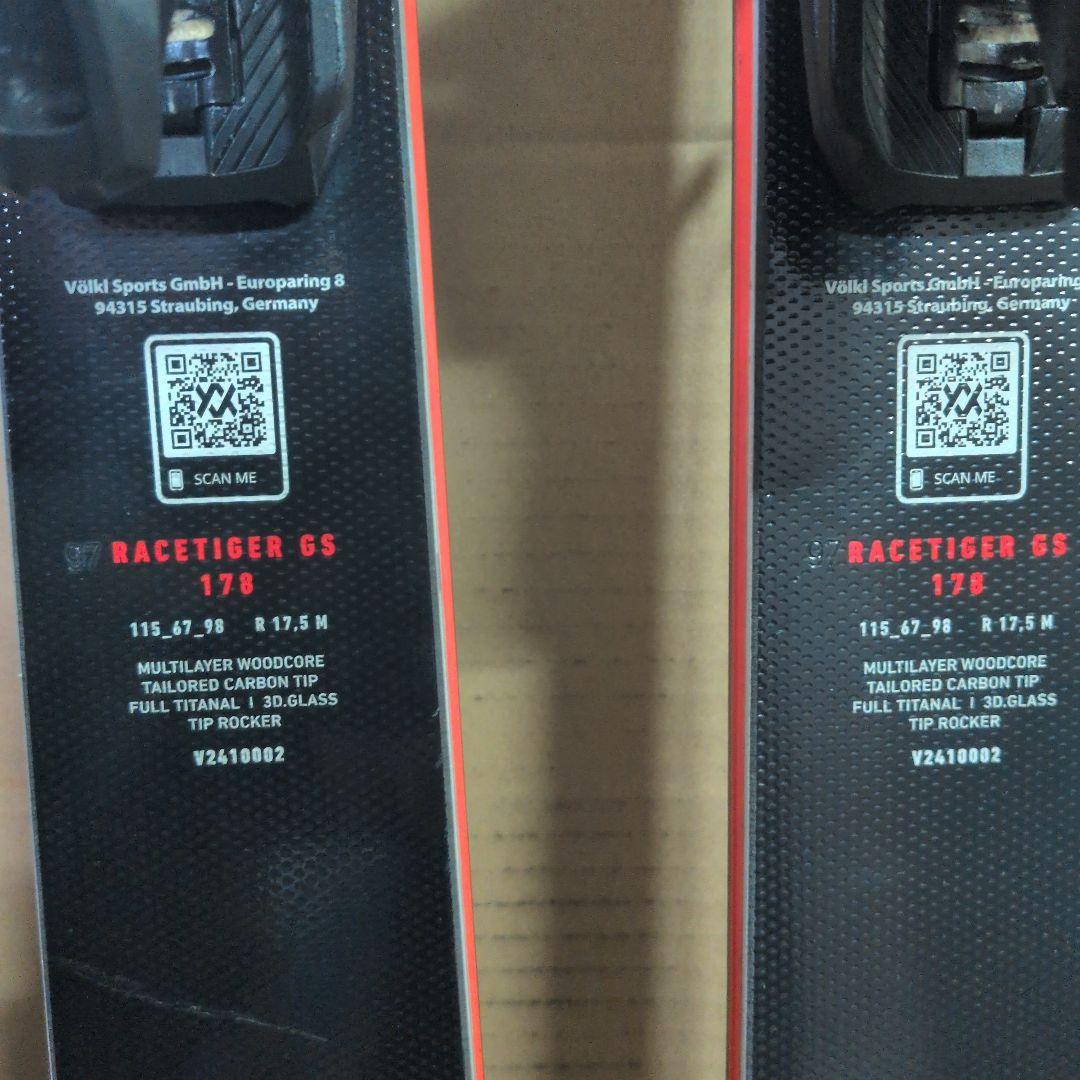 Völkl Sports GmbH - Europaring 8
94315 Straubing, Germany
SCAN ME
97 RACETIGER GS
178
115_67_98 R 17,5 M
MULTILAYER WOODCORE
TAILORED CARBON TIP
FULL TITANAL I 3D.GLASS
TIP ROCKER
V2410002
Völkl Sports GmbH - Europaring
94315 Straubing, Germany
SCAN ME
97 RACETIGER GS
178
115_67_98 R 17,5 M
MULTILAYER WOODCORE
TAILORED CARBON TIP
FULL TITANAL I 3D.GLASS
TIP ROCKER
V2410002